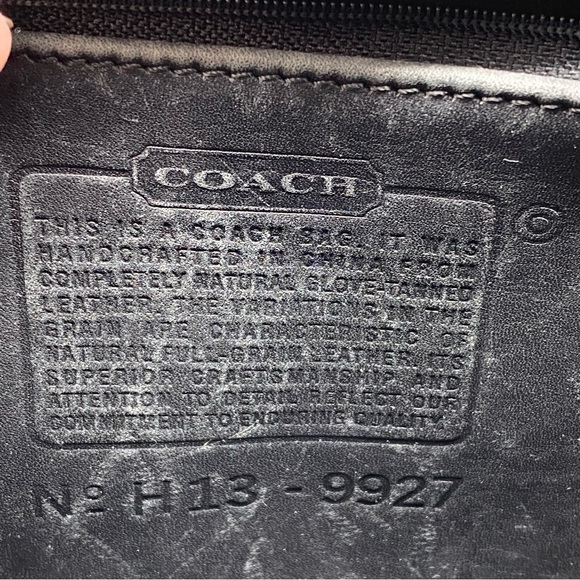 COACH
©
THIS IS A COACH BAG. IT WAS
HANDCRAFTED IN CHINA FROM
COMPLETELY NATURAL GLOVE-TANNED
LEATHER. THE VARIATIONS IN THE
GRAIN ARE CHARACTERISTIC OF
NATURAL FULL-GRAIN LEATHER. ITS
SUPERIOR CRAFTSMANSHIP AND
ATTENTION TO DETAIL REFLECT OUR
COMMITMENT TO ENDURING QUALITY.
Nº H13-9927